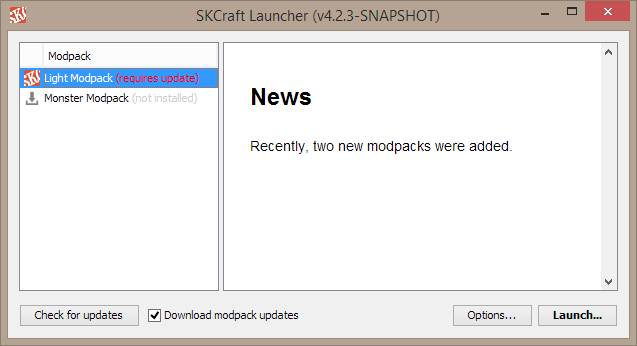 SKCraft Launcher (v4.2.3-SNAPSHOT)
Modpack
SK Light Modpack (requires update)
Monster Modpack (not installed)
News
Recently, two new modpacks were added.
Check for updates
Download modpack updates
Options...
Launch...